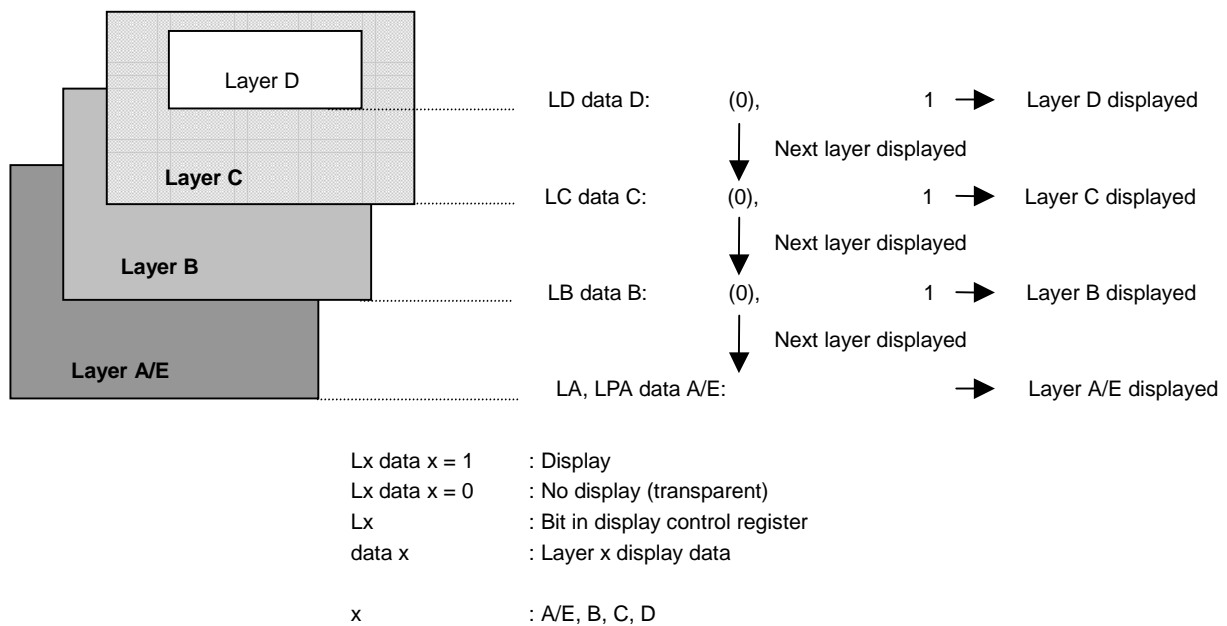 Layer D
LD data D: (0), 1 Layer D displayed
Next layer displayed
Layer C
LC data C: (0), 1 Layer C displayed
Next layer displayed
Layer B
LB data B: (0), 1 Layer B displayed
Next layer displayed
Layer A/E
LA, LPA data A/E: Layer A/E displayed
Lx data x = 1 : Display
Lx data x = 0 : No display (transparent)
Lx : Bit in display control register
data x : Layer x display data
x : A/E, B, C, D